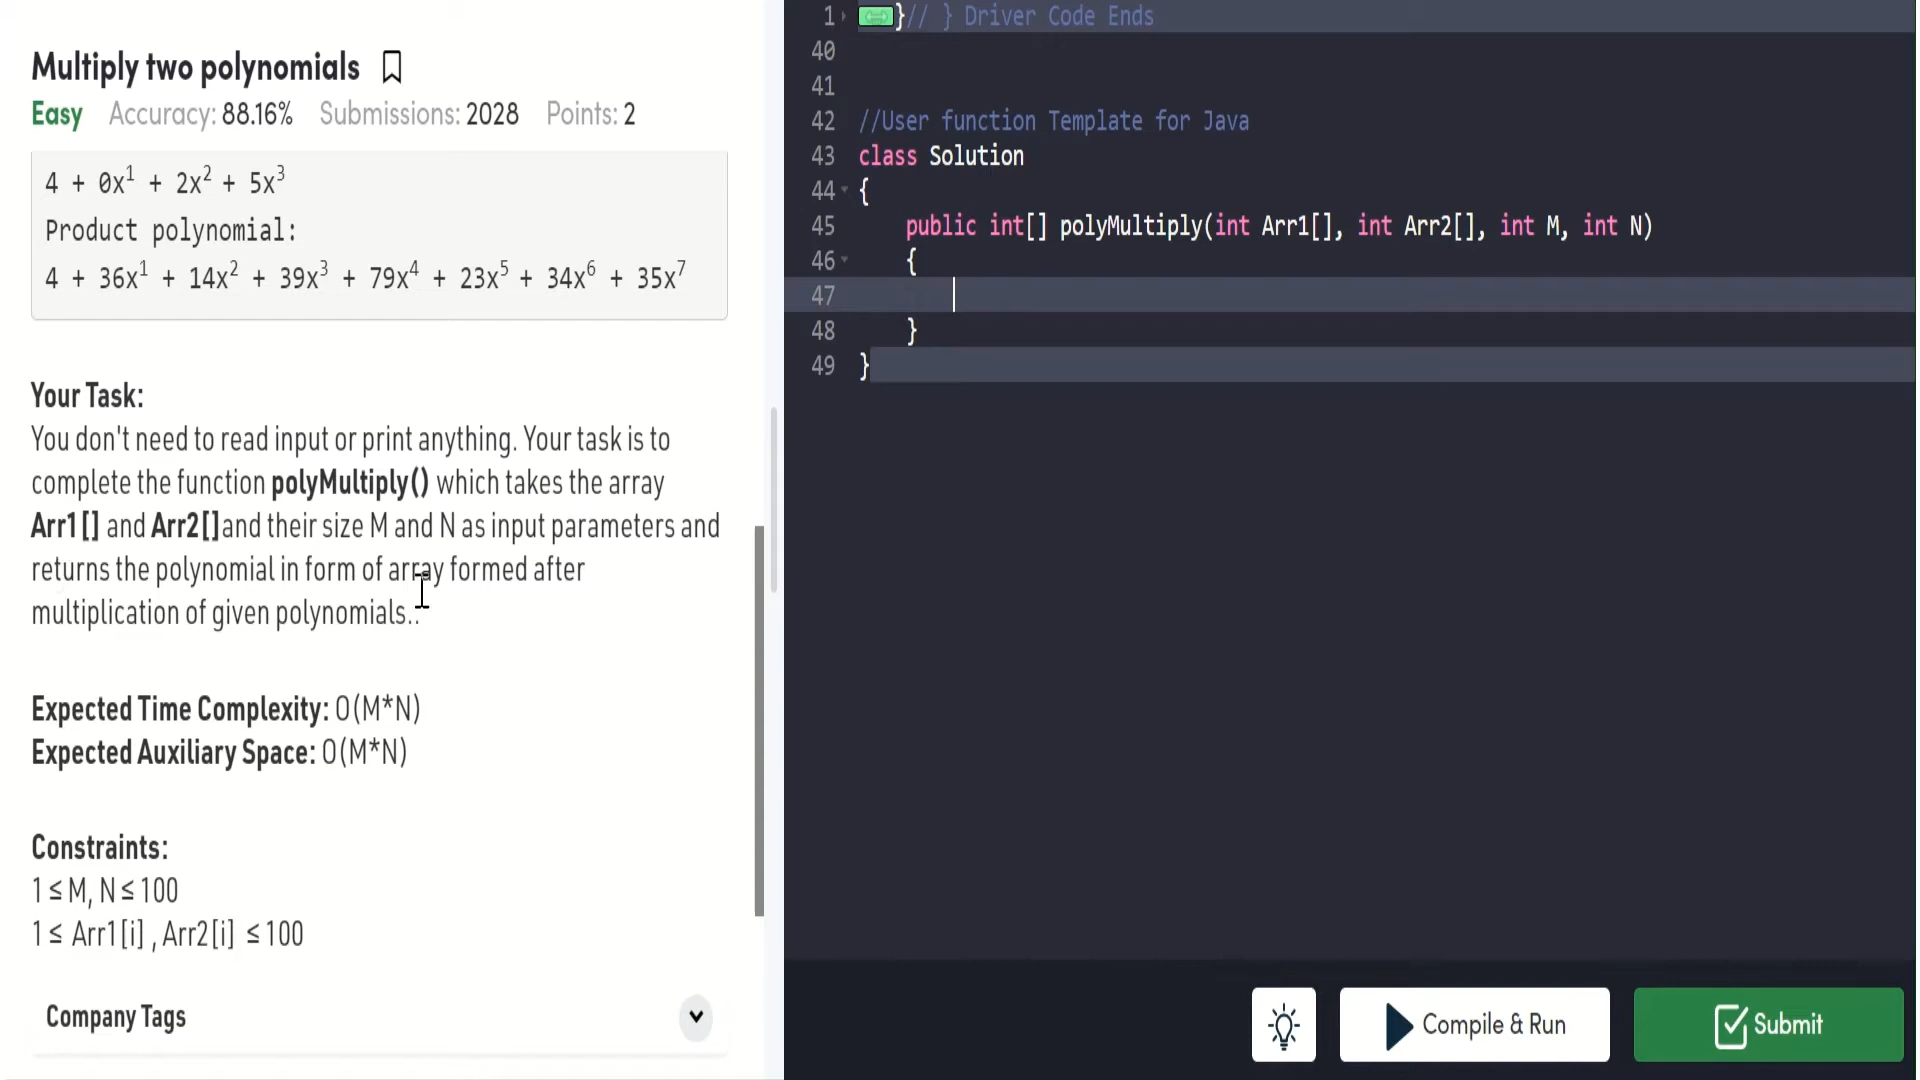 Multiply two polynomials
Easy Accuracy: 88.16% Submissions: 2028 Points: 2
4 + 0x¹ + 2x² + 5x³
Product polynomial:
4 + 36x¹ + 14x² + 39x³ + 79x⁴ + 23x⁵ + 34x⁶ + 35x⁷
Your Task:
You don't need to read input or print anything. Your task is to
complete the function polyMultiply() which takes the array
Arr1[] and Arr2[]and their size M and N as input parameters and
returns the polynomial in form of array formed after
multiplication of given polynomials..
Expected Time Complexity: O(M*N)
Expected Auxiliary Space: O(M*N)
Constraints:
1 ≤ M, N ≤ 100
1 ≤ Arr1[i] , Arr2[i] ≤ 100
Company Tags
1 }// } Driver Code Ends
40
41
42 //User function Template for Java
43 class Solution
44 {
45 public int[] polyMultiply(int Arr1[], int Arr2[], int M, int N)
46 {
47
48 }
49 }
Compile & Run
Submit